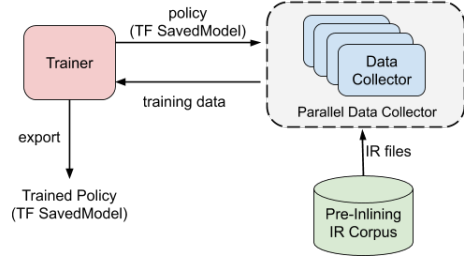 policy
(TF SavedModel)
Trainer
Data
Collector
training data
Parallel Data Collector
export
IR files
Trained Policy
(TF SavedModel)
Pre-Inlining
IR Corpus